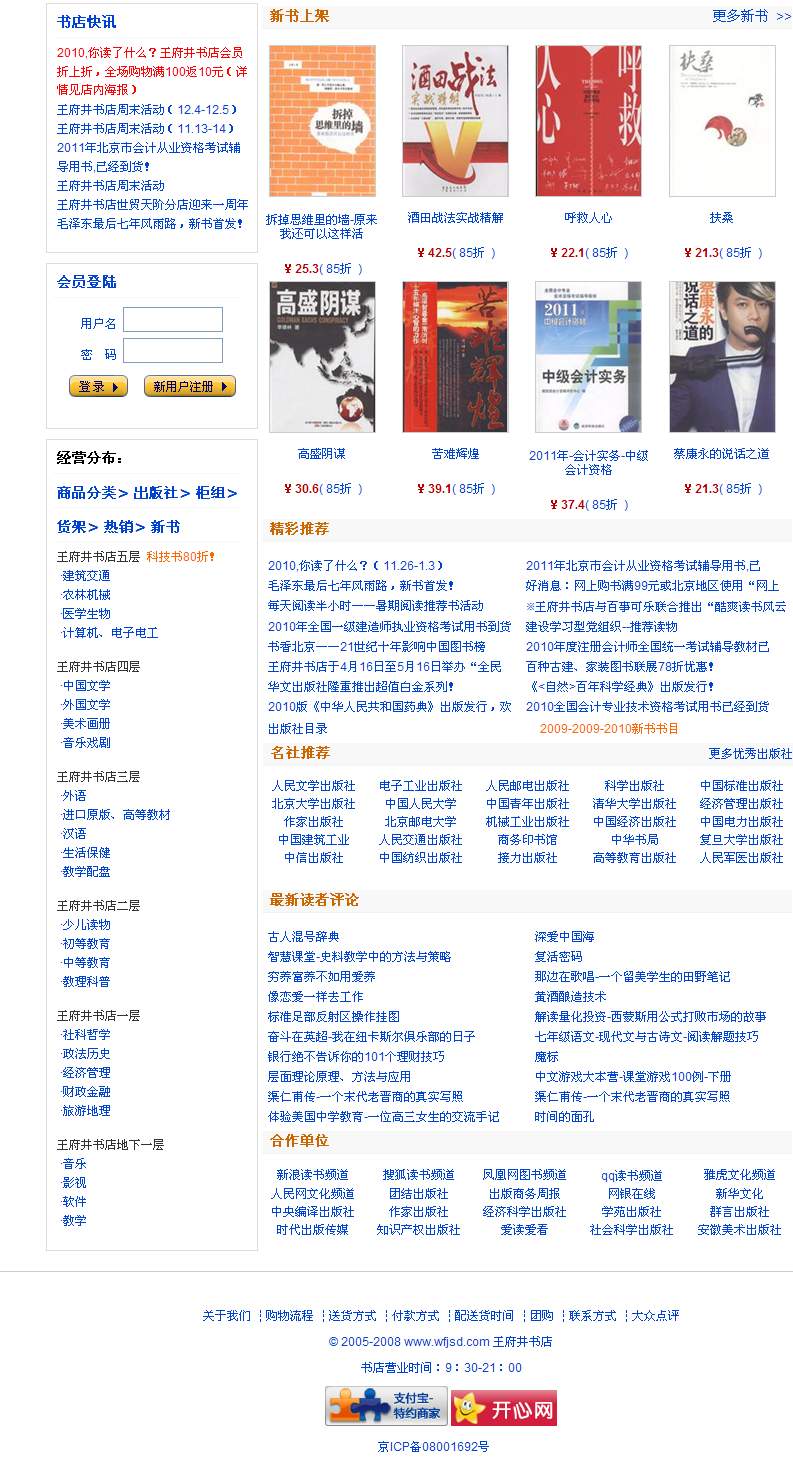 书店快讯
2010,你读了什么？王府井书店会员
折上折，全场购物满100返10元（详
情见店内海报）
王府井书店周末活动（12.4-12.5）
王府井书店周末活动（11.13-14）
2011年北京市会计从业资格考试辅
导用书,已经到货！
王府井书店周末活动
王府井书店世贸天阶分店迎来一周年
毛泽东最后七年风雨路，新书首发！
会员登陆
用户名
密 码
登录
新用户注册
经营分布：
商品分类> 出版社> 柜组>
货架> 热销> 新书
王府井书店五层 科技书80折！
·建筑交通
·农林机械
·医学生物
·计算机、电子电工
王府井书店四层
·中国文学
·外国文学
·美术画册
·音乐戏剧
王府井书店三层
·外语
·进口原版、高等教材
·汉语
·生活保健
·教学配盘
王府井书店二层
·少儿读物
·初等教育
·中等教育
·教理科普
王府井书店一层
·社科哲学
·政法历史
·经济管理
·财政金融
·旅游地理
王府井书店地下一层
·音乐
·影视
·软件
·教学
新书上架 更多新书 >>
拆掉
思维里的墙
酒田战法
实战精解
人心
呼救
扶桑
拆掉思维里的墙-原来
我还可以这样活
¥ 25.3( 85折 )
酒田战法实战精解
¥ 42.5( 85折 )
呼救人心
¥ 22.1( 85折 )
扶桑
¥ 21.3( 85折 )
高盛阴谋
GOLDMAN SACHS CONSPIRACY
苦难辉煌
2011
中级会计资格
中级会计实务
蔡康永的
说话之道
高盛阴谋
¥ 30.6( 85折 )
苦难辉煌
¥ 39.1( 85折 )
2011年-会计实务-中级
会计资格
¥ 37.4( 85折 )
蔡康永的说话之道
¥ 21.3( 85折 )
精彩推荐
2010,你读了什么？（11.26-1.3） 2011年北京市会计从业资格考试辅导用书,已
毛泽东最后七年风雨路，新书首发！ 好消息：网上购书满99元或北京地区使用“网上
每天阅读半小时——暑期阅读推荐书活动 ※王府井书店与百事可乐联合推出“酷爽读书风云
2010年全国一级建造师执业资格考试用书到货 建设学习型党组织--推荐读物
书香北京——21世纪十年影响中国图书榜 2010年度注册会计师全国统一考试辅导教材已
王府井书店于4月16日至5月16日举办“全民 百种古建、家装图书联展78折优惠！
华文出版社隆重推出超值白金系列！ 《<自然>百年科学经典》出版发行！
2010版《中华人民共和国药典》出版发行，欢 2010全国会计专业技术资格考试用书已经到货
出版社目录 2009-2009-2010新书书目
名社推荐 更多优秀出版社
人民文学出版社 电子工业出版社 人民邮电出版社 科学出版社 中国标准出版社
北京大学出版社 中国人民大学 中国青年出版社 清华大学出版社 经济管理出版社
作家出版社 北京邮电大学 机械工业出版社 中国经济出版社 中国电力出版社
中国建筑工业 人民交通出版社 商务印书馆 中华书局 复旦大学出版社
中信出版社 中国纺织出版社 接力出版社 高等教育出版社 人民军医出版社
最新读者评论
古人混号辞典 深爱中国海
智慧课堂-史料教学中的方法与策略 复活密码
穷养富养不如用爱养 那边在歌唱-一个留美学生的田野笔记
像恋爱一样去工作 黄酒酿造技术
标准足部反射区操作挂图 解读量化投资-西蒙斯用公式打败市场的故事
奋斗在英超-我在纽卡斯尔俱乐部的日子 七年级语文-现代文与古诗文-阅读解题技巧
银行绝不告诉你的101个理财技巧 魔标
层面理论原理、方法与应用 中文游戏大本营-课堂游戏100例-下册
渠仁甫传-一个末代老晋商的真实写照 渠仁甫传-一个末代老晋商的真实写照
体验美国中学教育-一位高三女生的交流手记 时间的面孔
合作单位
新浪读书频道 搜狐读书频道 凤凰网图书频道 qq读书频道 雅虎文化频道
人民网文化频道 团结出版社 出版商务周报 网银在线 新华文化
中央编译出版社 作家出版社 经济科学出版社 学苑出版社 群言出版社
时代出版传媒 知识产权出版社 爱读爱看 社会科学出版社 安徽美术出版社
关于我们 ┆购物流程 ┆送货方式 ┆付款方式 ┆配送货时间 ┆团购 ┆联系方式 ┆大众点评
© 2005-2008 www.wfjsd.com 王府井书店
书店营业时间：9：30-21：00
支付宝-
特约商家
开心网
京ICP备08001692号